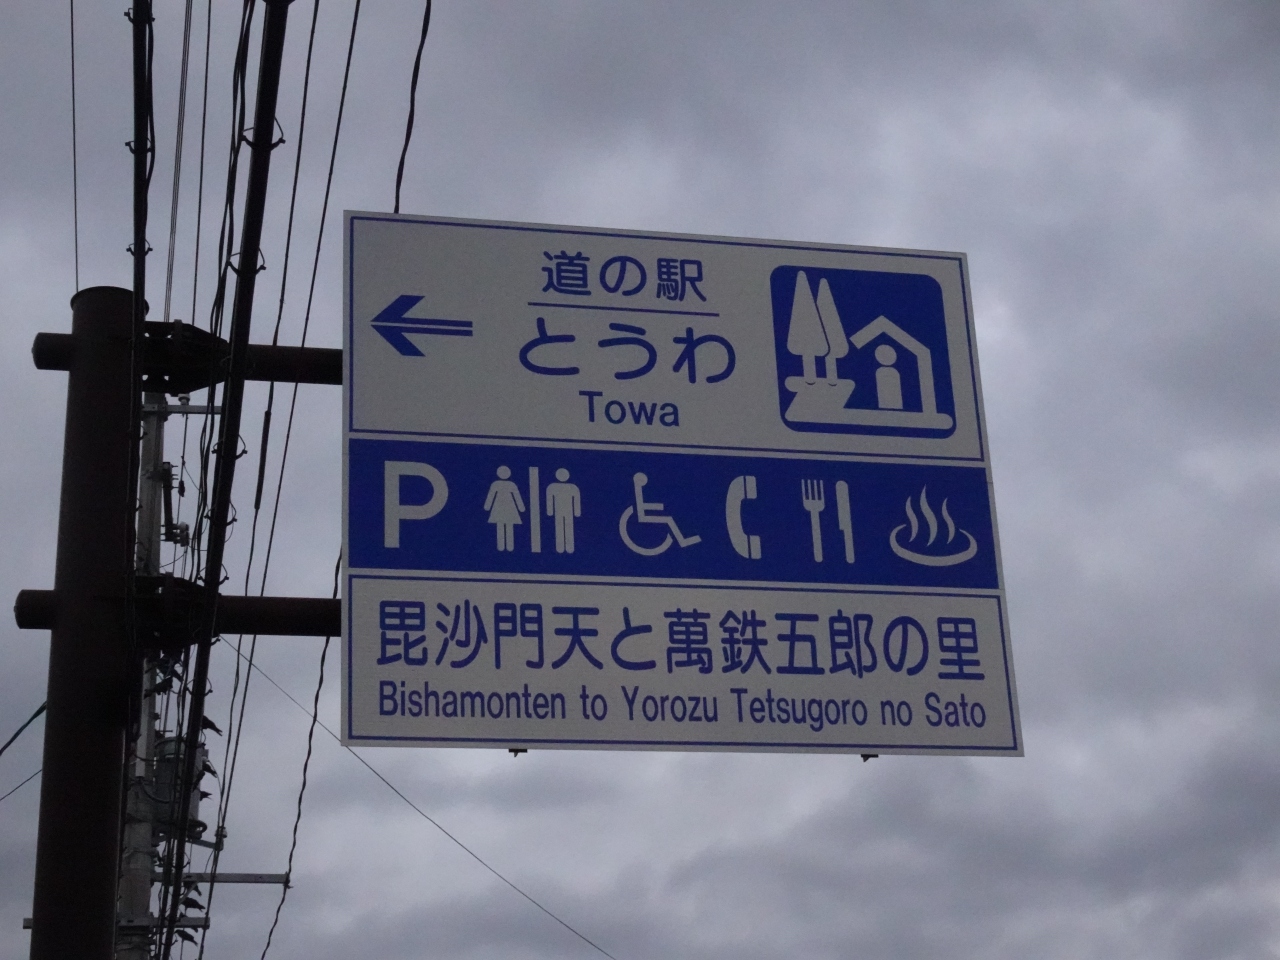 道の駅
とうわ
Towa
P
毘沙門天と萬鉄五郎の里
Bishamonten to Yorozu Tetsugoro no Sato